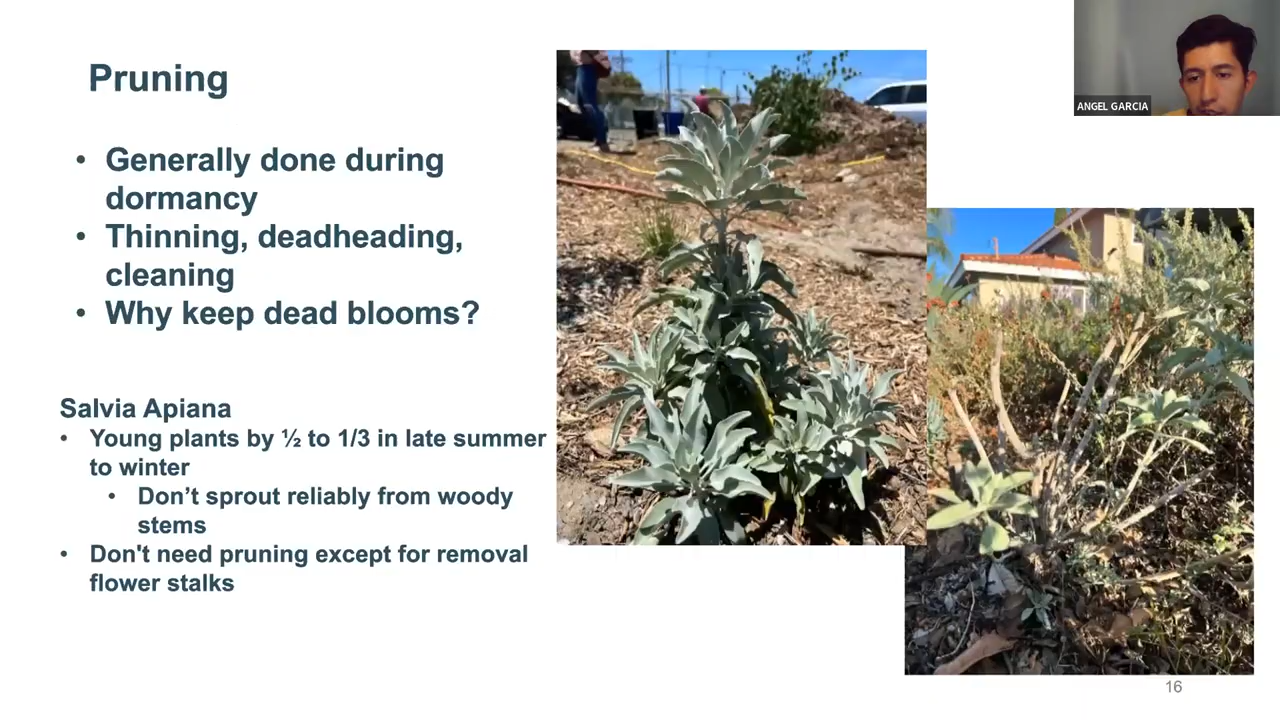 Pruning
• Generally done during
dormancy
• Thinning, deadheading,
cleaning
• Why keep dead blooms?
Salvia Apiana
• Young plants by ½ to 1/3 in late summer
to winter
• Don’t sprout reliably from woody
stems
• Don't need pruning except for removal
flower stalks
ANGEL GARCIA
16